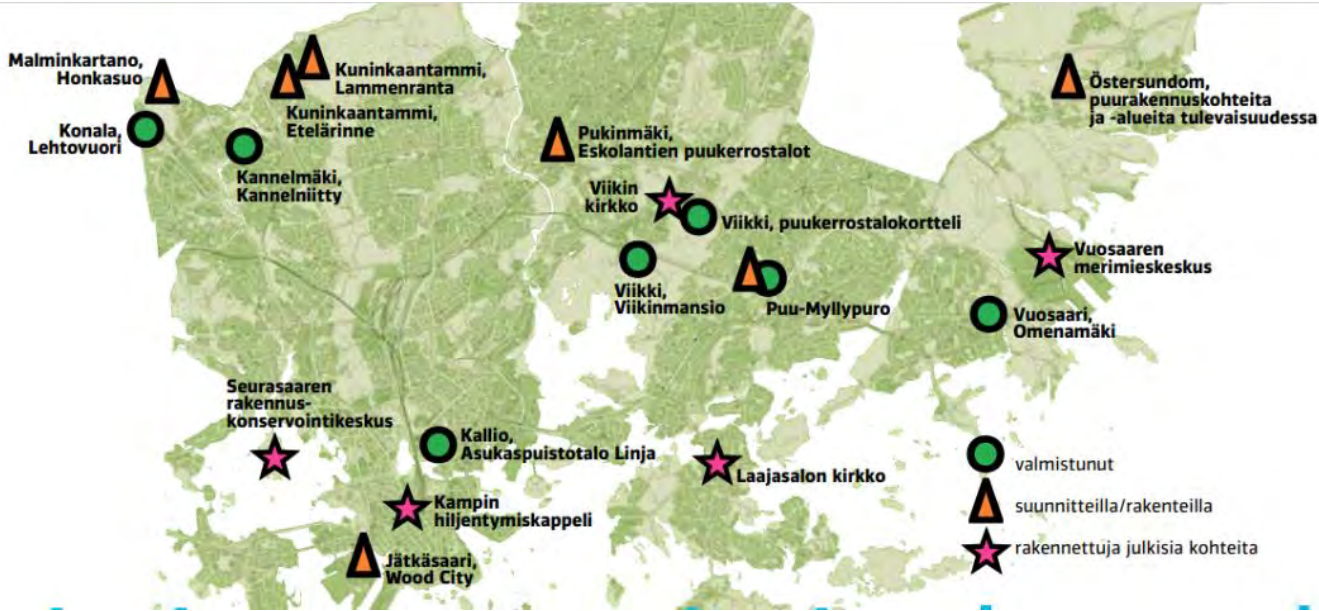 Malminkartano,
Honkasuo
Kuninkaantammi,
Lammenranta
Kuninkaantammi,
Etelärinne
Konala,
Lehtovuori
Kannelmäki,
Kannelniitty
Pukinmäki,
Eskolantien puukerrostalot
Östersundom,
puurakennuskohteita
ja -alueita tulevaisuudessa
Viikin
kirkko
Viikki, puukerrostalokortteli
Vuosaaren
merimieskeskus
Viikki,
Viikinmansio
Puu-Myllypuro
Vuosaari,
Omenamäki
Seurasaaren
rakennus-
konservointikeskus
Kallio,
Asukaspuistotalo Linja
Laajasalon kirkko
Kampin
hiljentymiskappeli
Jätkäsaari,
Wood City
valmistunut
suunnitteilla/rakenteilla
rakennettuja julkisia kohteita